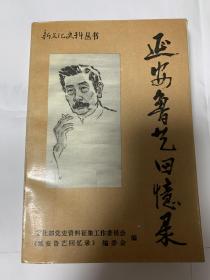 新文化史料丛书
延安鲁艺回憶录
文化部党史资料征集工作委员会
《延安鲁艺回忆录》编委会
编